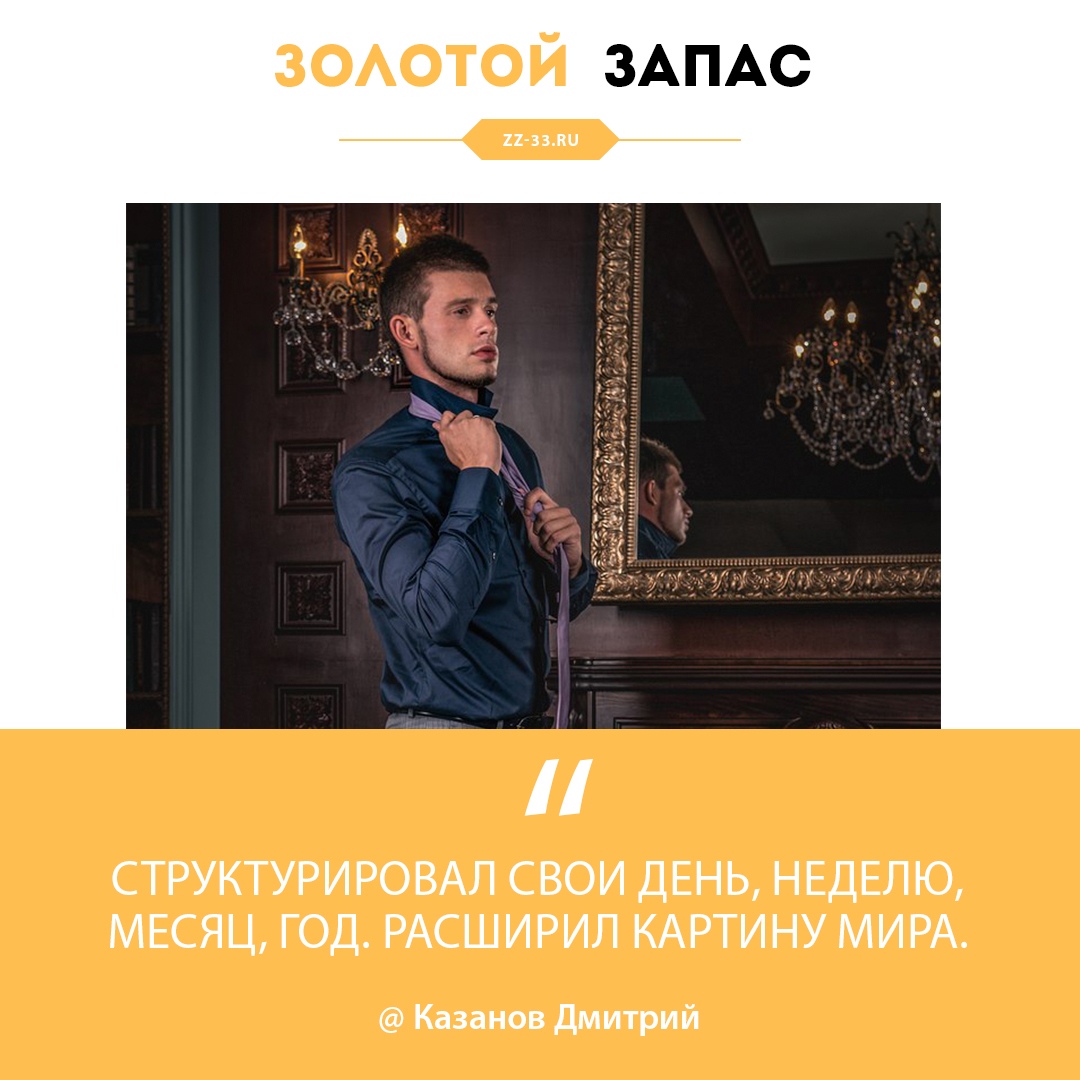 ЗОЛОТОЙ ЗАПАС
ZZ-33.RU
“
СТРУКТУРИРОВАЛ СВОИ ДЕНЬ, НЕДЕЛЮ,
МЕСЯЦ, ГОД. РАСШИРИЛ КАРТИНУ МИРА.
@ Казанов Дмитрий